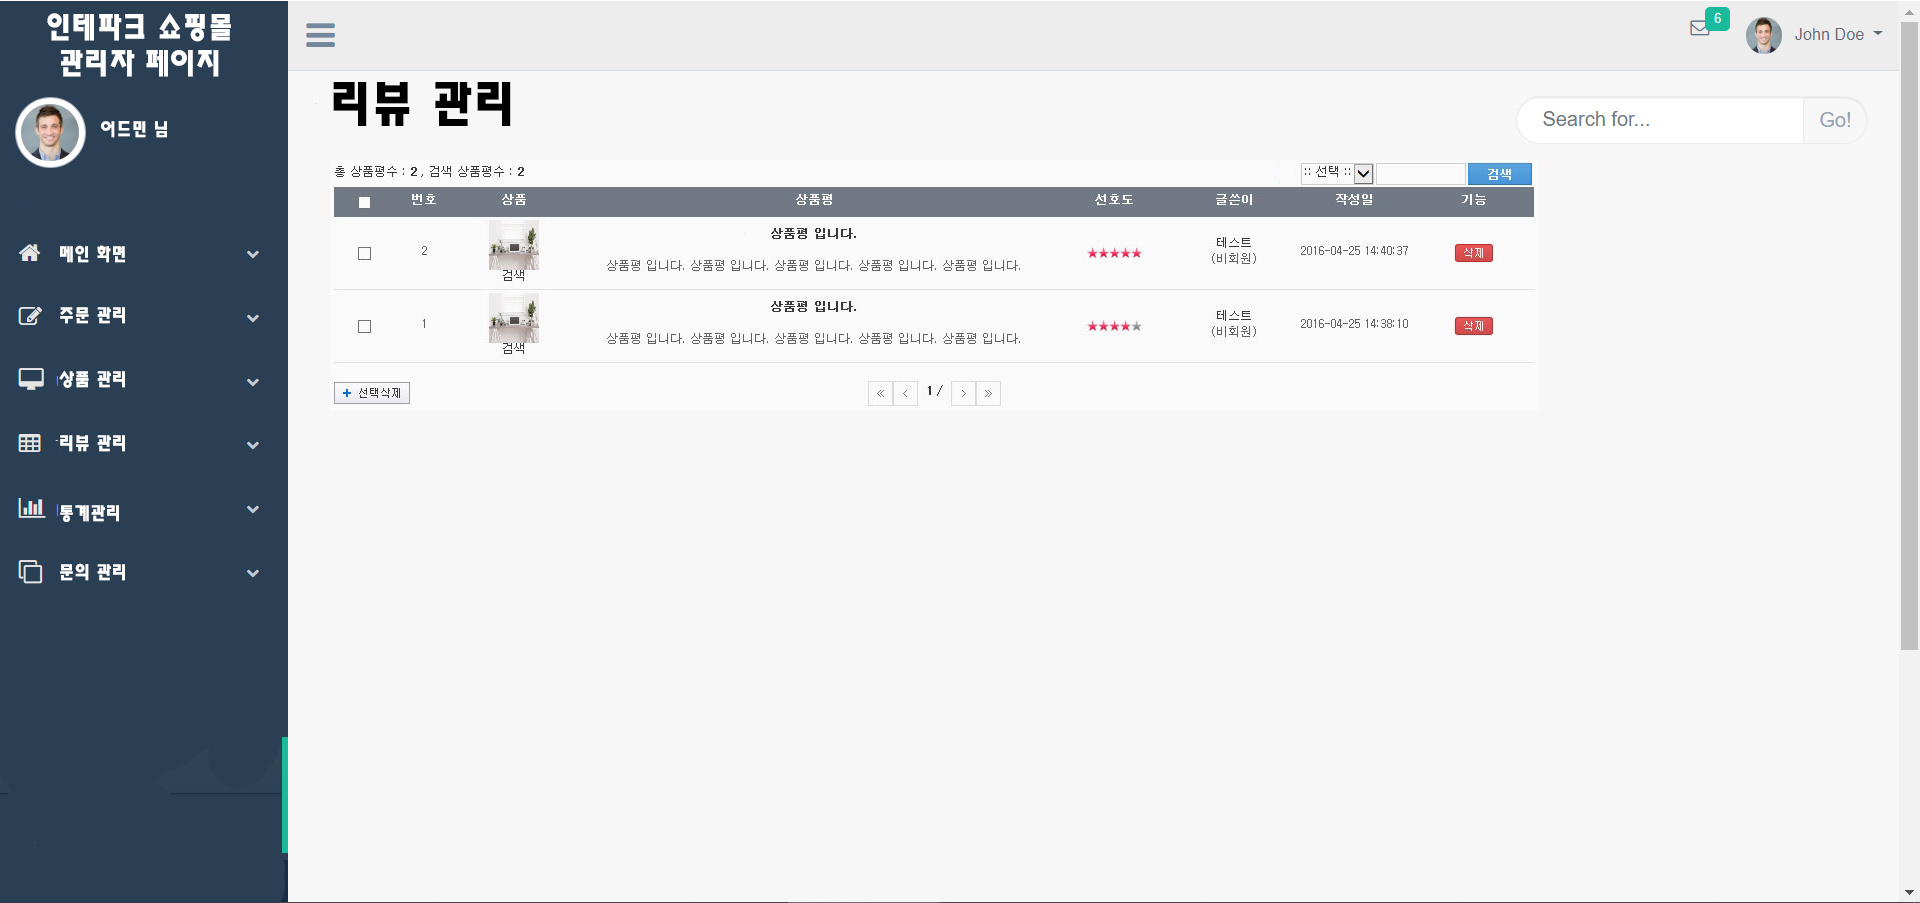 인테파크 쇼핑몰
관리자 페이지
어드민 님
메인 화면
주문 관리
상품 관리
리뷰 관리
통계관리
문의 관리
6
John Doe
리뷰 관리
Search for...
Go!
총 상품평수 : 2 , 검색 상품평수 : 2
:: 선택 ::
검색
번호 상품 상품평 선호도 글쓴이 작성일 기능
2
검색
상품평 입니다.
상품평 입니다. 상품평 입니다. 상품평 입니다. 상품평 입니다. 상품평 입니다.
★★★★★
테스트
(비회원)
2016-04-25 14:40:37
삭제
1
검색
상품평 입니다.
상품평 입니다. 상품평 입니다. 상품평 입니다. 상품평 입니다. 상품평 입니다.
★★★★★
테스트
(비회원)
2016-04-25 14:38:10
삭제
+ 선택삭제
« ‹ 1 / › »